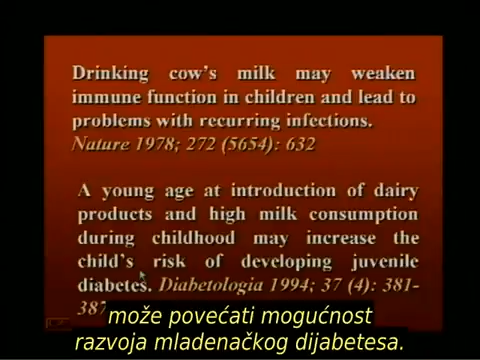 Drinking cow's milk may weaken
immune function in children and lead to
problems with recurring infections.
Nature 1978; 272 (5654): 632
A young age at introduction of dairy
products and high milk consumption
during childhood may increase the
child's risk of developing juvenile
diabetes. Diabetologia 1994; 37 (4): 381-
387
može povećati mogućnost
razvoja mladenačkog dijabetesa.